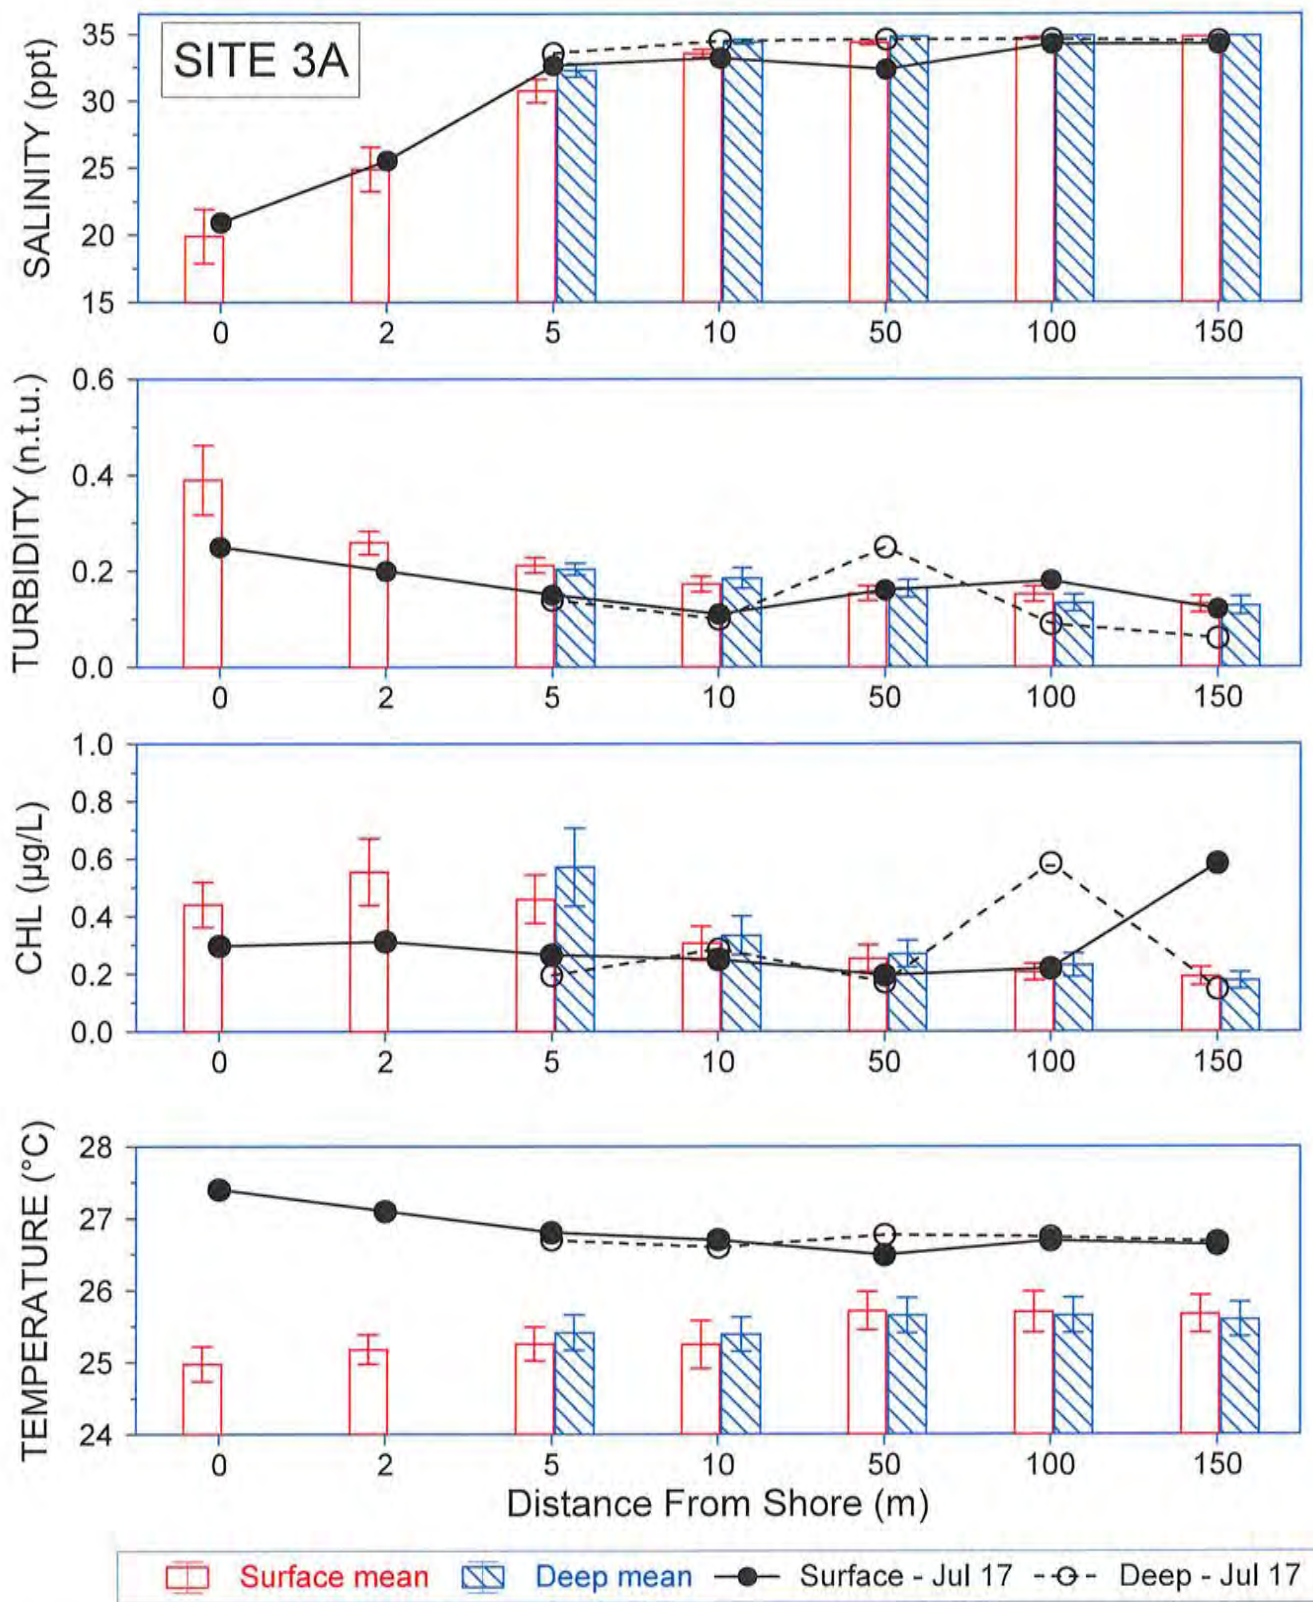 SITE 3A
SALINITY (ppt)
35
30
25
20
15
0 2 5 10 50 100 150
TURBIDITY (n.t.u.)
0.6
0.4
0.2
0.0
0 2 5 10 50 100 150
CHL (µg/L)
1.0
0.8
0.6
0.4
0.2
0.0
0 2 5 10 50 100 150
TEMPERATURE (°C)
28
27
26
25
24
0 2 5 10 50 100 150
Distance From Shore (m)
Surface mean Deep mean Surface - Jul 17 Deep - Jul 17